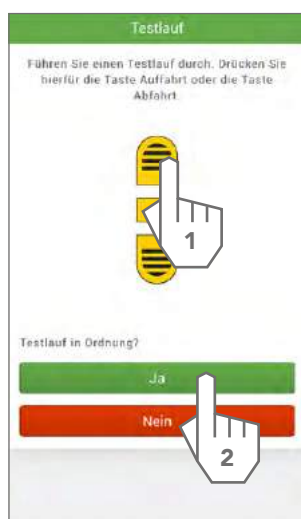 Testlauf
Führen Sie einen Testlauf durch. Drücken Sie
hierfür die Taste Auffahrt oder die Taste
Abfahrt.
1
Testlauf in Ordnung?
Ja
Nein
2